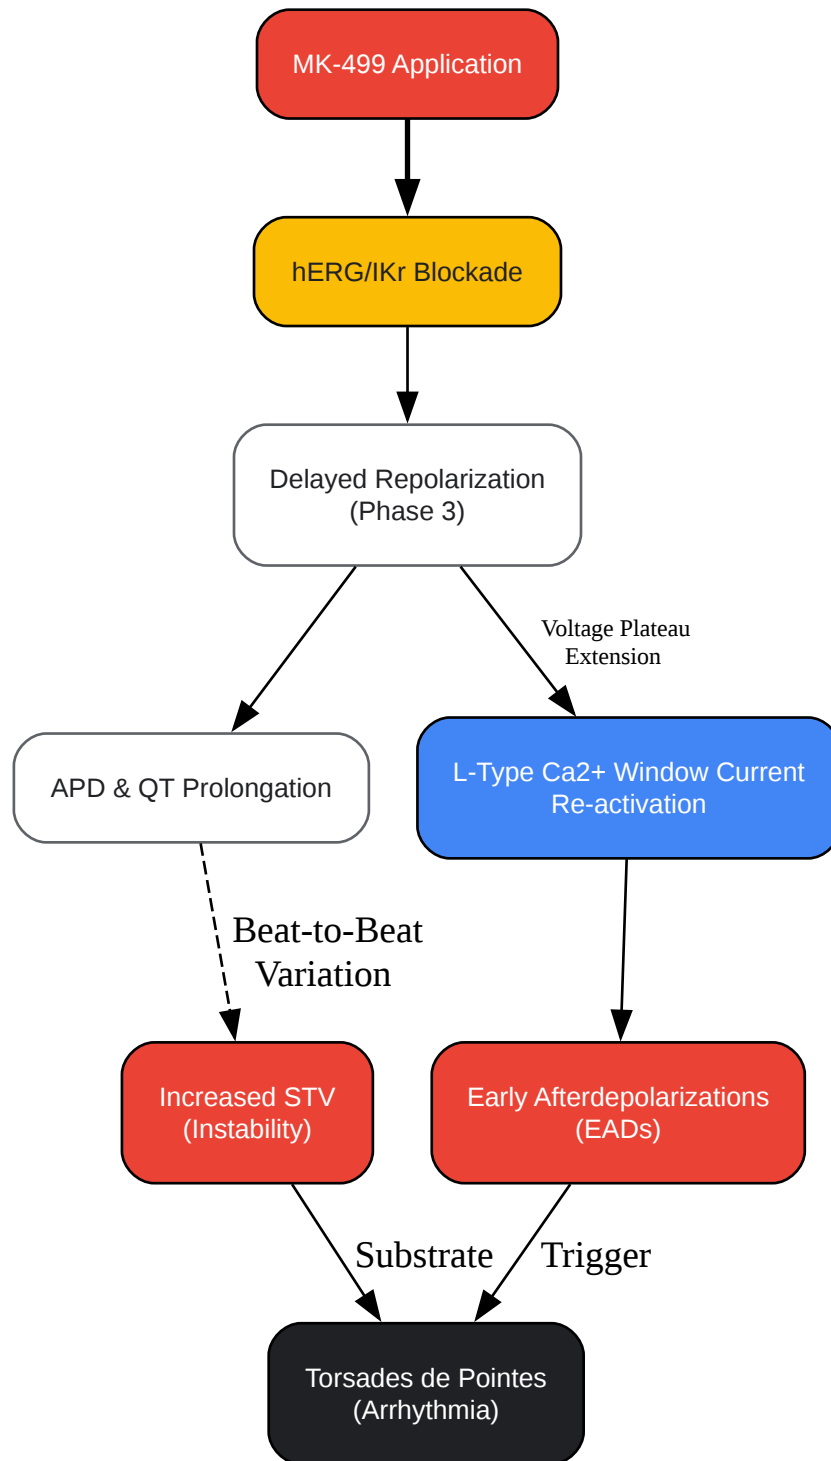 MK-499 Application
hERG/IKr Blockade
Delayed Repolarization
(Phase 3)
Voltage Plateau
Extension
APD & QT Prolongation
L-Type Ca2+ Window Current
Re-activation
Beat-to-Beat
Variation
Increased STV
(Instability)
Early Afterdepolarizations
(EADs)
Substrate
Trigger
Torsades de Pointes
(Arrhythmia)